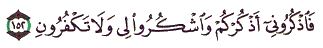 فَاذْكُرُونِيٓ أَذْكُرْكُمْ وَاشْكُرُوا لِي وَلَا تَكْفُرُونِ ١٥٢